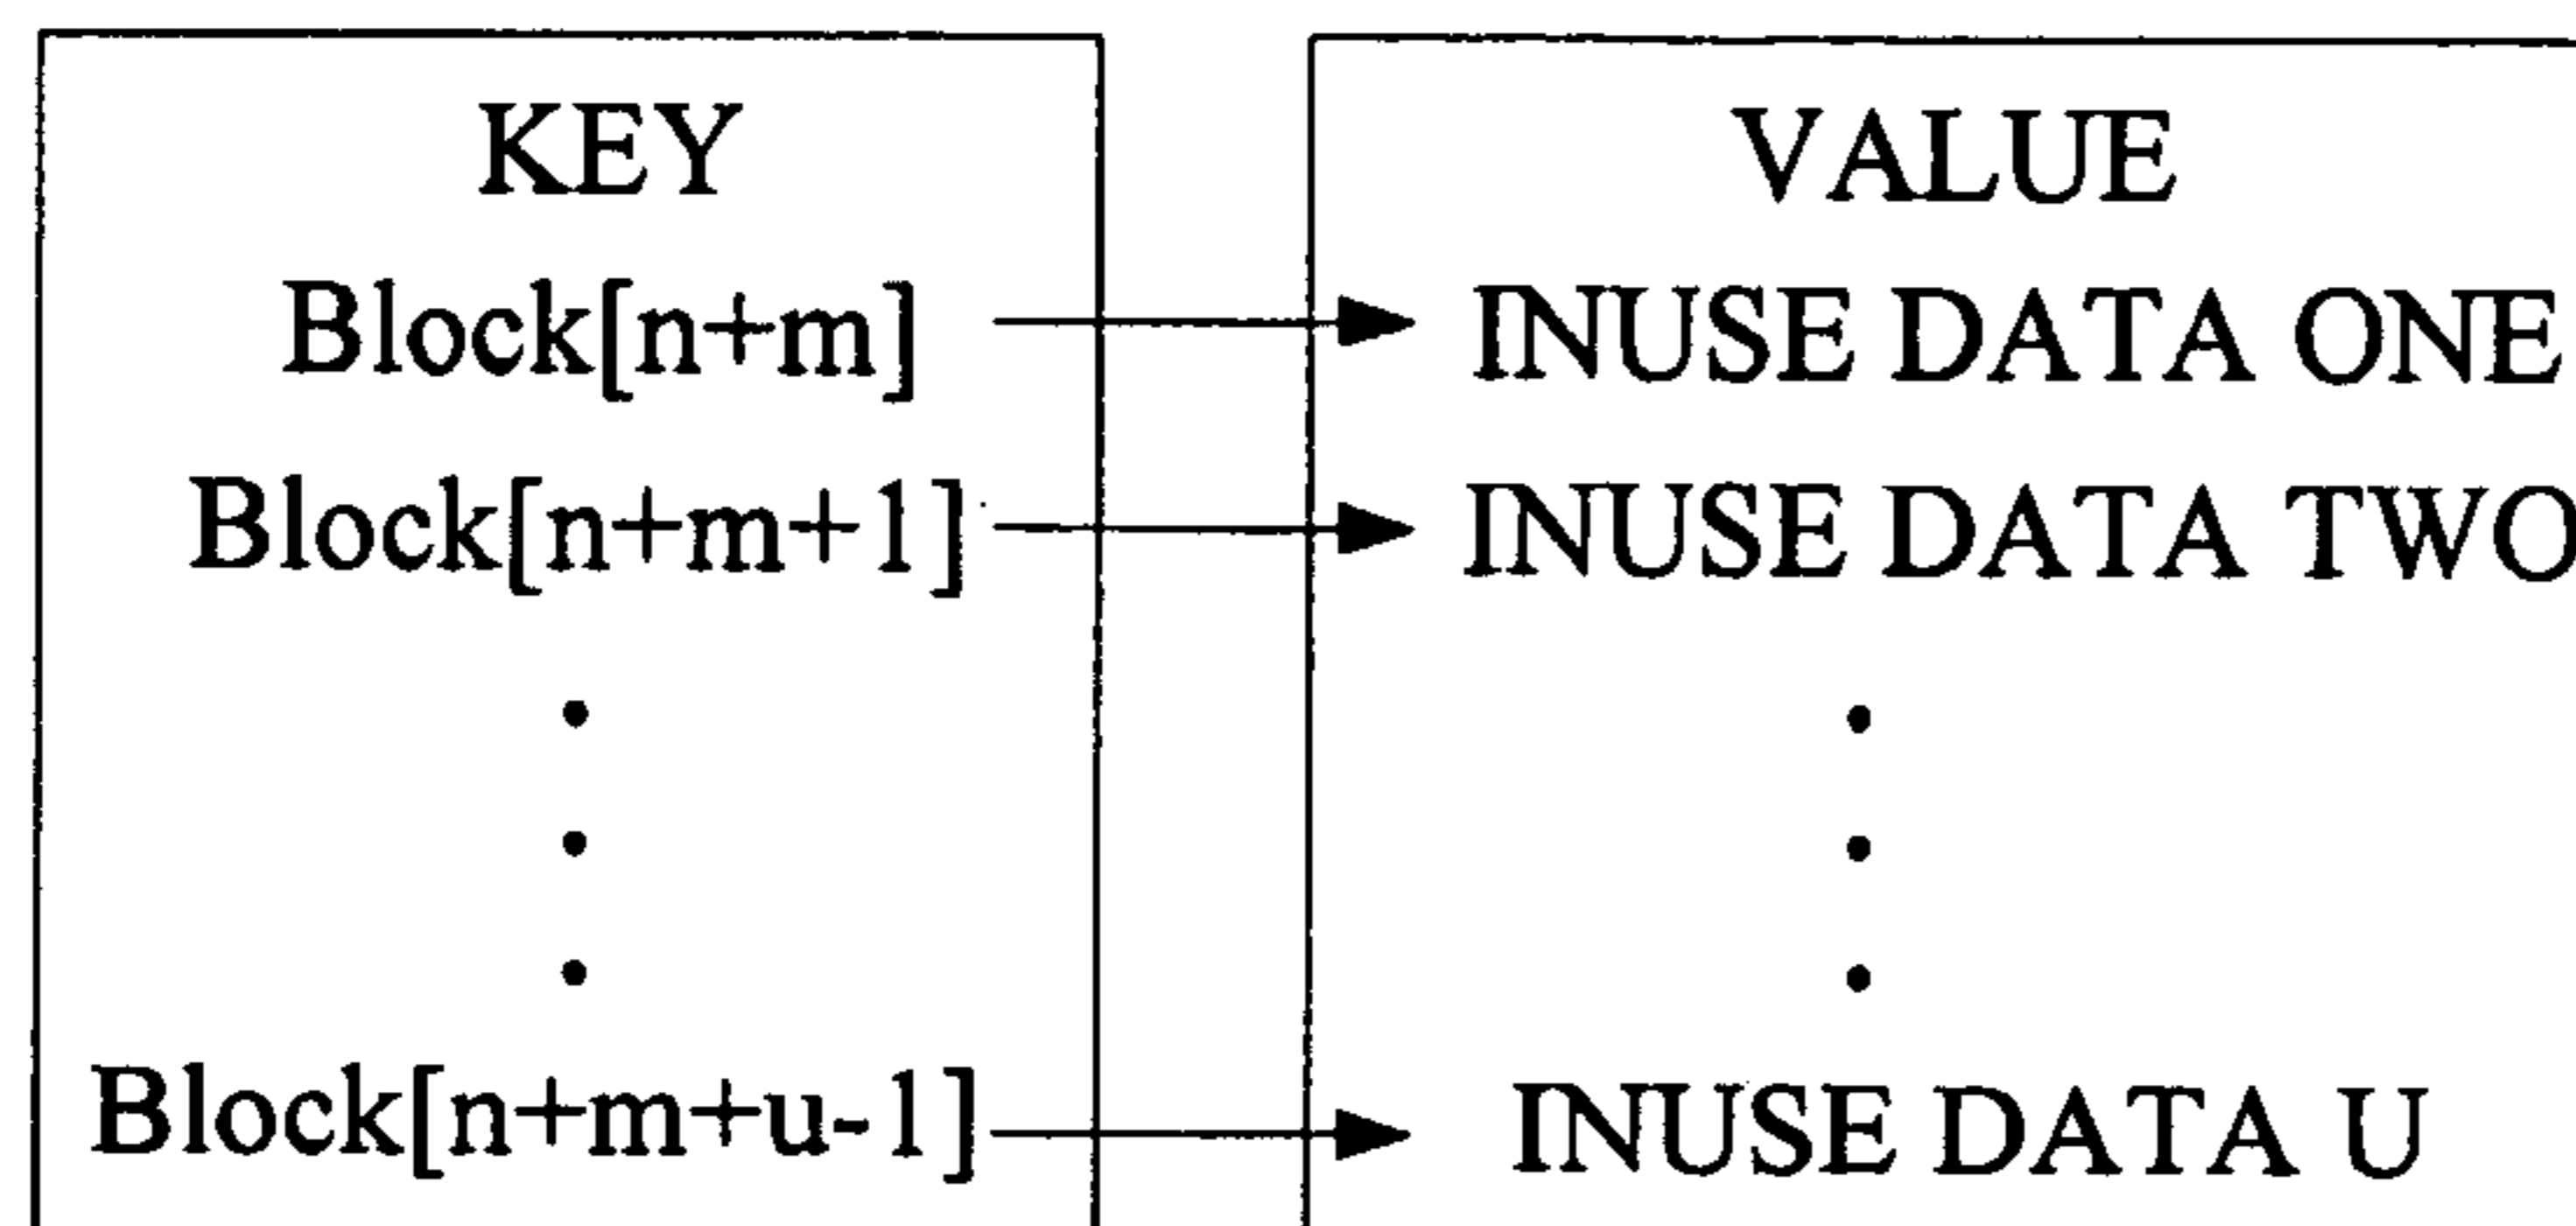 KEY VALUE
Block[n+m] INUSE DATA ONE
Block[n+m+1] INUSE DATA TWO
Block[n+m+u-1] INUSE DATA U